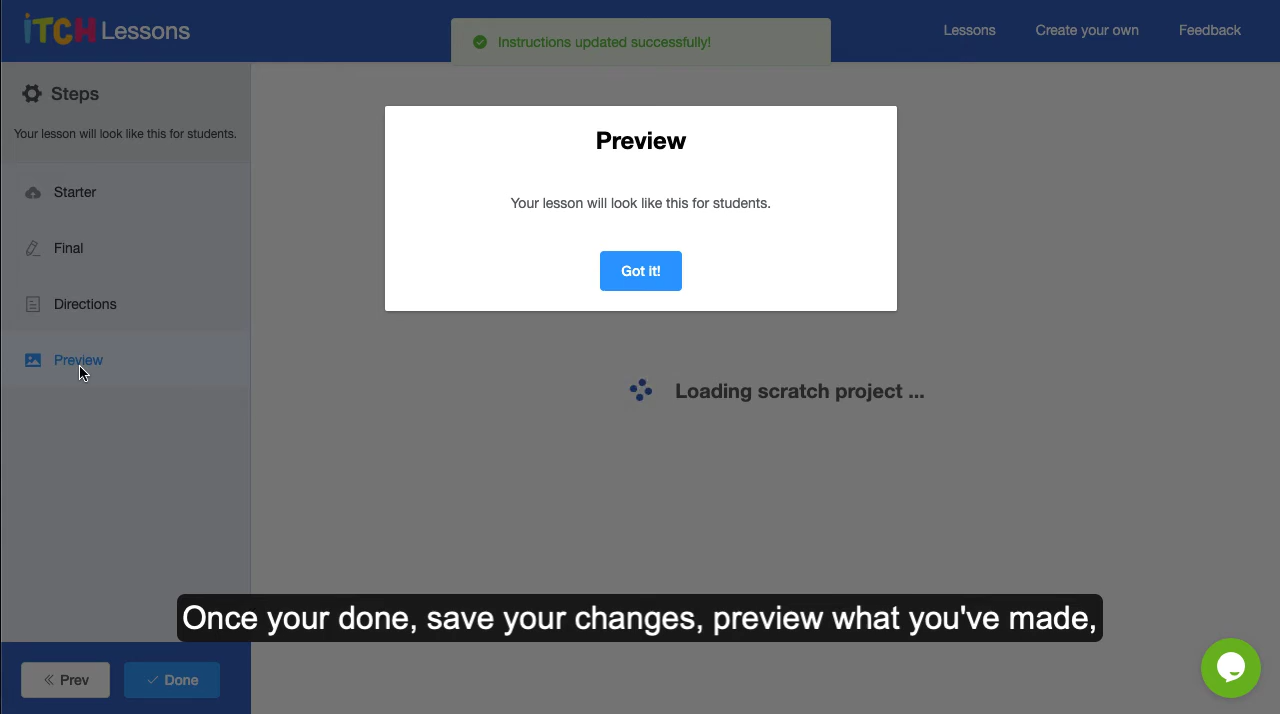 iTCH Lessons
Instructions updated successfully!
Lessons
Create your own
Feedback
Steps
Your lesson will look like this for students.
Starter
Final
Directions
Preview
Preview
Your lesson will look like this for students.
Got it!
Loading scratch project ...
Once your done, save your changes, preview what you've made,
Prev
Done